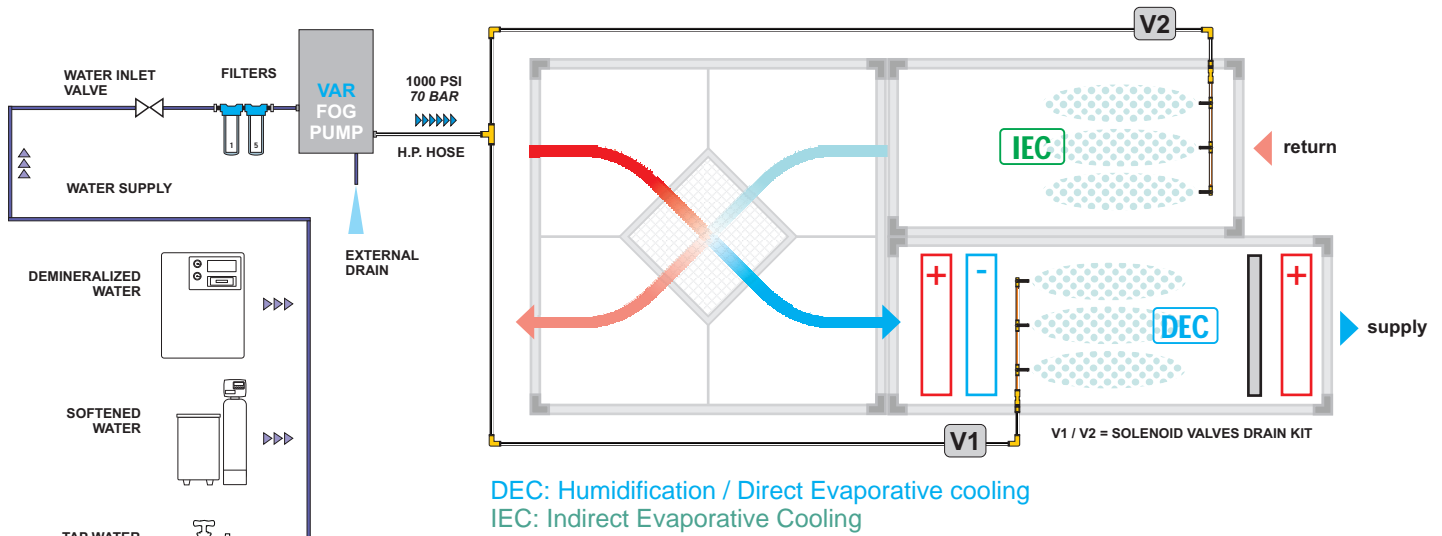 V2
WATER INLET
VALVE
FILTERS
VAR
FOG
PUMP
1000 PSI
70 BAR
H.P. HOSE
1
5
IEC
return
WATER SUPPLY
EXTERNAL
DRAIN
DEMINERALIZED
WATER
+
-
DEC
+
supply
SOFTENED
WATER
V1
V1 / V2 = SOLENOID VALVES DRAIN KIT
DEC: Humidification / Direct Evaporative cooling
IEC: Indirect Evaporative Cooling
TAP WATER